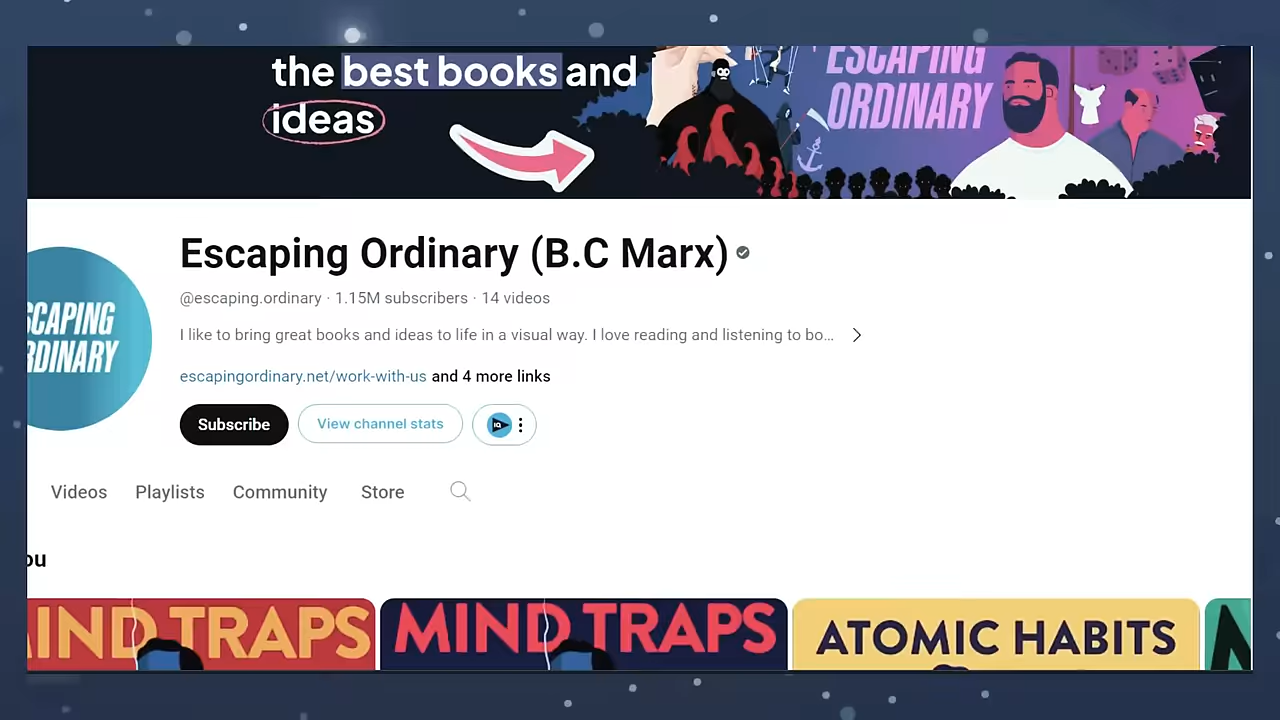 the best books and
ideas
ESCAPING
ORDINARY
Escaping Ordinary (B.C Marx)
@escaping.ordinary · 1.15M subscribers · 14 videos
I like to bring great books and ideas to life in a visual way. I love reading and listening to bo...
escapingordinary.net/work-with-us and 4 more links
SCAPING
RDINARY
Subscribe
View channel stats
IQ
Videos
Playlists
Community
Store
ou
MIND TRAPS
MIND TRAPS
ATOMIC HABITS